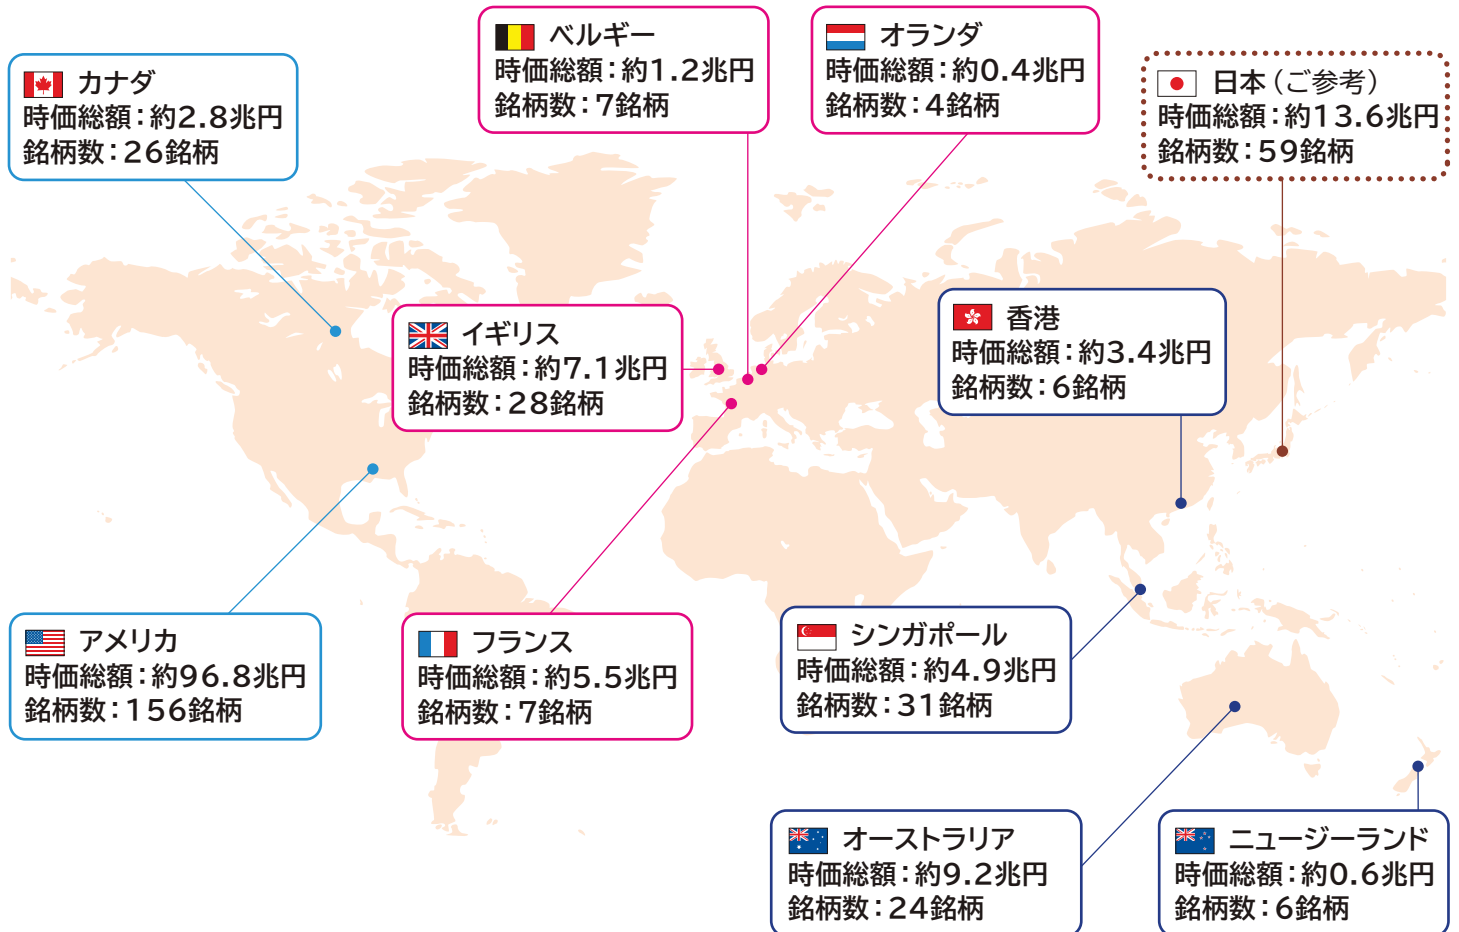 ベルギー
時価総額：約1.2兆円
銘柄数：7銘柄
オランダ
時価総額：約0.4兆円
銘柄数：4銘柄
カナダ
時価総額：約2.8兆円
銘柄数：26銘柄
日本（ご参考）
時価総額：約13.6兆円
銘柄数：59銘柄
イギリス
時価総額：約7.1兆円
銘柄数：28銘柄
香港
時価総額：約3.4兆円
銘柄数：6銘柄
アメリカ
時価総額：約96.8兆円
銘柄数：156銘柄
フランス
時価総額：約5.5兆円
銘柄数：7銘柄
シンガポール
時価総額：約4.9兆円
銘柄数：31銘柄
オーストラリア
時価総額：約9.2兆円
銘柄数：24銘柄
ニュージーランド
時価総額：約0.6兆円
銘柄数：6銘柄